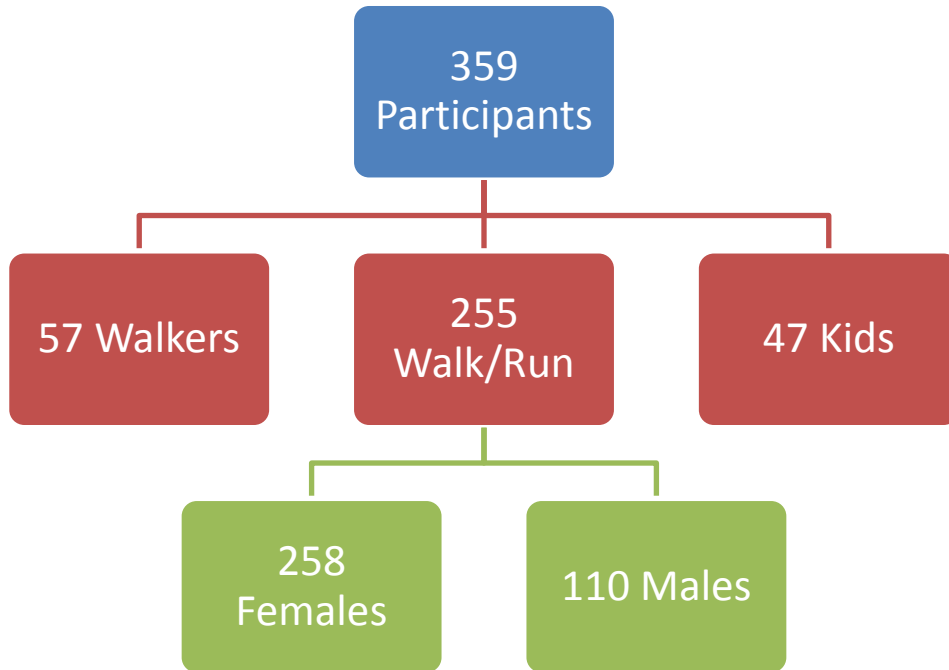 359
Participants
57 Walkers
255
Walk/Run
47 Kids
258
Females
110 Males